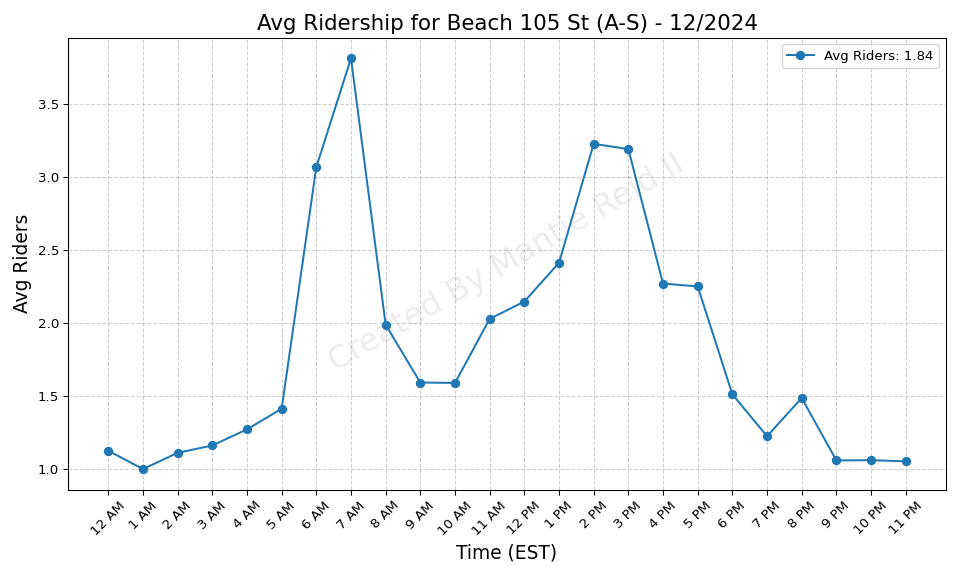 Avg Ridership for Beach 105 St (A-S) - 12/2024
Avg Riders: 1.84
Avg Riders
3.5
3.0
2.5
2.0
1.5
1.0
Created By Mantie Reid II
12 AM
1 AM
2 AM
3 AM
4 AM
5 AM
6 AM
7 AM
8 AM
9 AM
10 AM
11 AM
12 PM
1 PM
2 PM
3 PM
4 PM
5 PM
6 PM
7 PM
8 PM
9 PM
10 PM
11 PM
Time (EST)